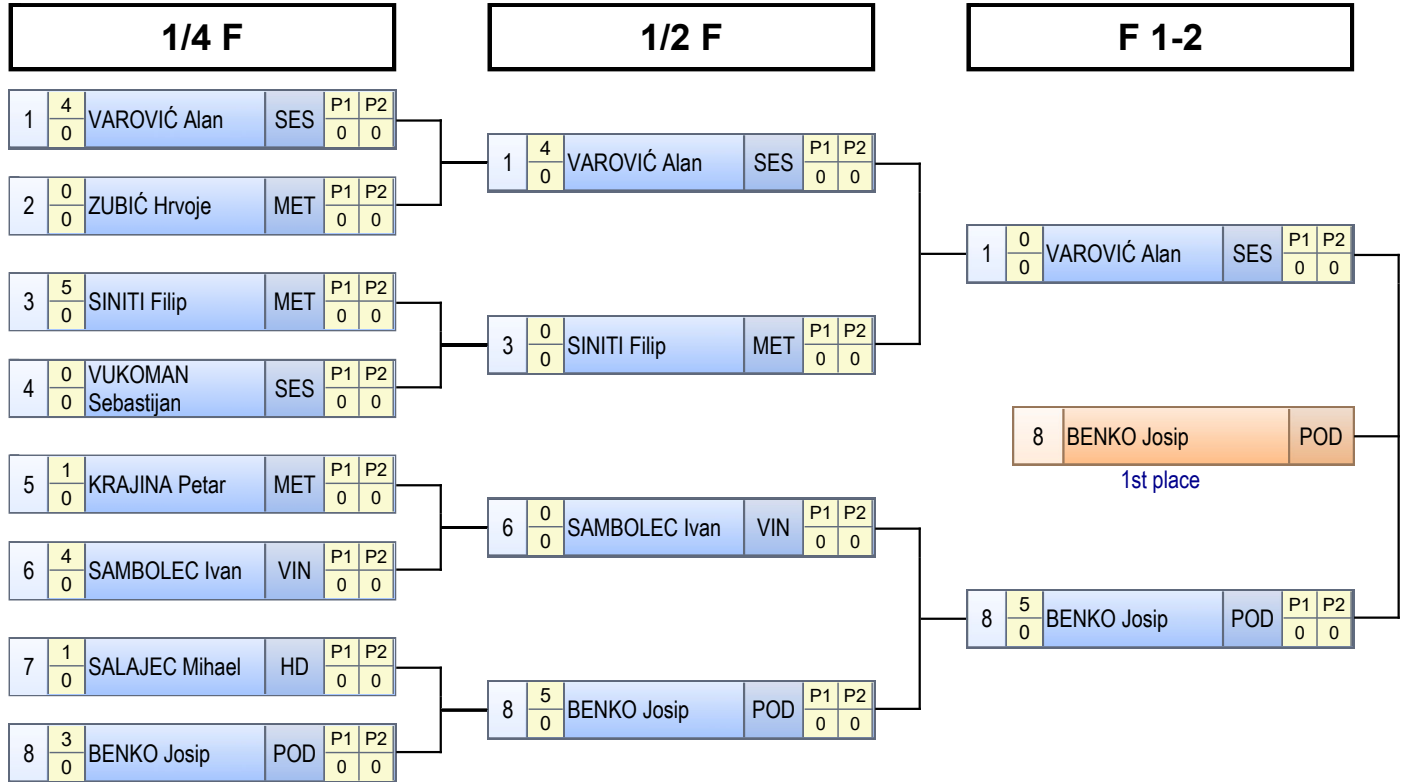 1/4 F
1/2 F
F 1-2
1 4 0 VAROVIĆ Alan SES P1 P2 0 0
2 0 0 ZUBIĆ Hrvoje MET P1 P2 0 0
3 5 0 SINITI Filip MET P1 P2 0 0
4 0 0 VUKOMAN
Sebastijan SES P1 P2 0 0
5 1 0 KRAJINA Petar MET P1 P2 0 0
6 4 0 SAMBOLEC Ivan VIN P1 P2 0 0
7 1 0 SALAJEC Mihael HD P1 P2 0 0
8 3 0 BENKO Josip POD P1 P2 0 0
1 4 0 VAROVIĆ Alan SES P1 P2 0 0
3 0 0 SINITI Filip MET P1 P2 0 0
6 0 0 SAMBOLEC Ivan VIN P1 P2 0 0
8 5 0 BENKO Josip POD P1 P2 0 0
1 0 0 VAROVIĆ Alan SES P1 P2 0 0
8 BENKO Josip POD
1st place
8 5 0 BENKO Josip POD P1 P2 0 0